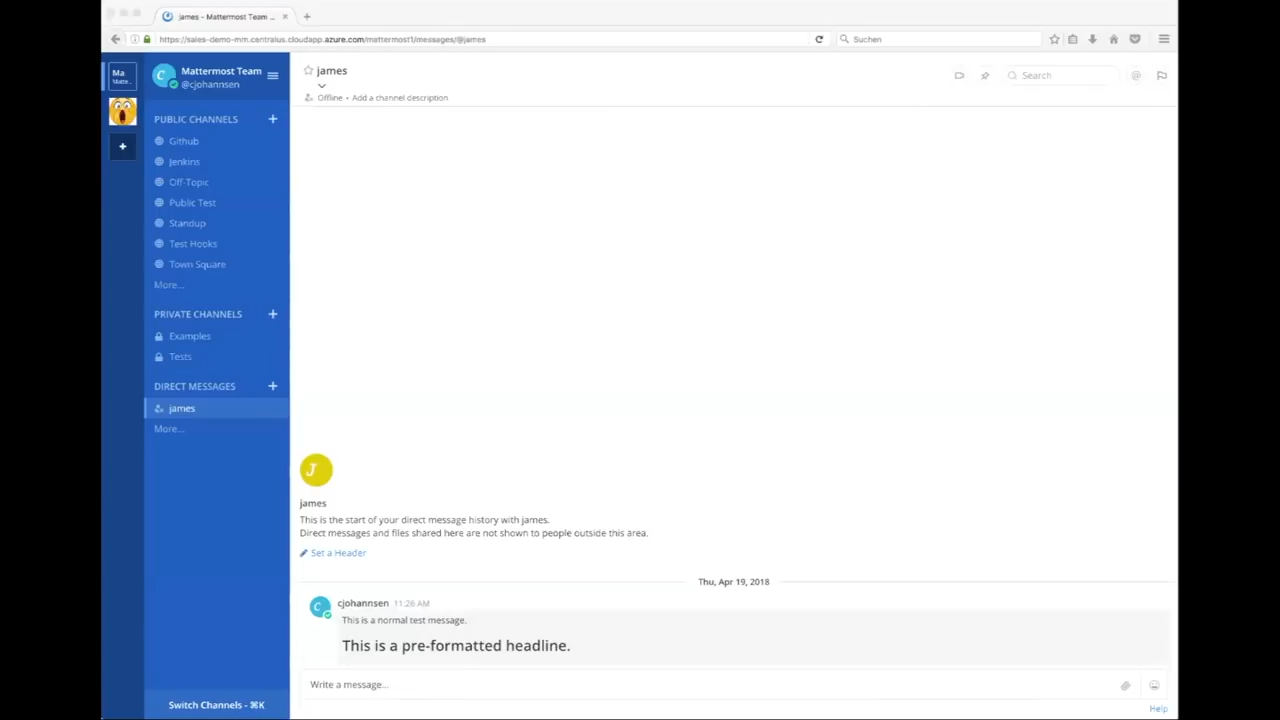 james - Mattermost Team ...
https://sales-demo-mm.centralus.cloudapp.azure.com/mattermost1/messages/@james
Suchen
Ma
Matte..
C
Mattermost Team
@cjohannsen
PUBLIC CHANNELS
Github
Jenkins
Off-Topic
Public Test
Standup
Test Hooks
Town Square
More...
PRIVATE CHANNELS
Examples
Tests
DIRECT MESSAGES
james
More...
Switch Channels - ⌘K
james
Offline • Add a channel description
Search
J
james
This is the start of your direct message history with james.
Direct messages and files shared here are not shown to people outside this area.
Set a Header
Thu, Apr 19, 2018
C
cjohannsen 11:26 AM
This is a normal test message.
This is a pre-formatted headline.
Write a message...
Help